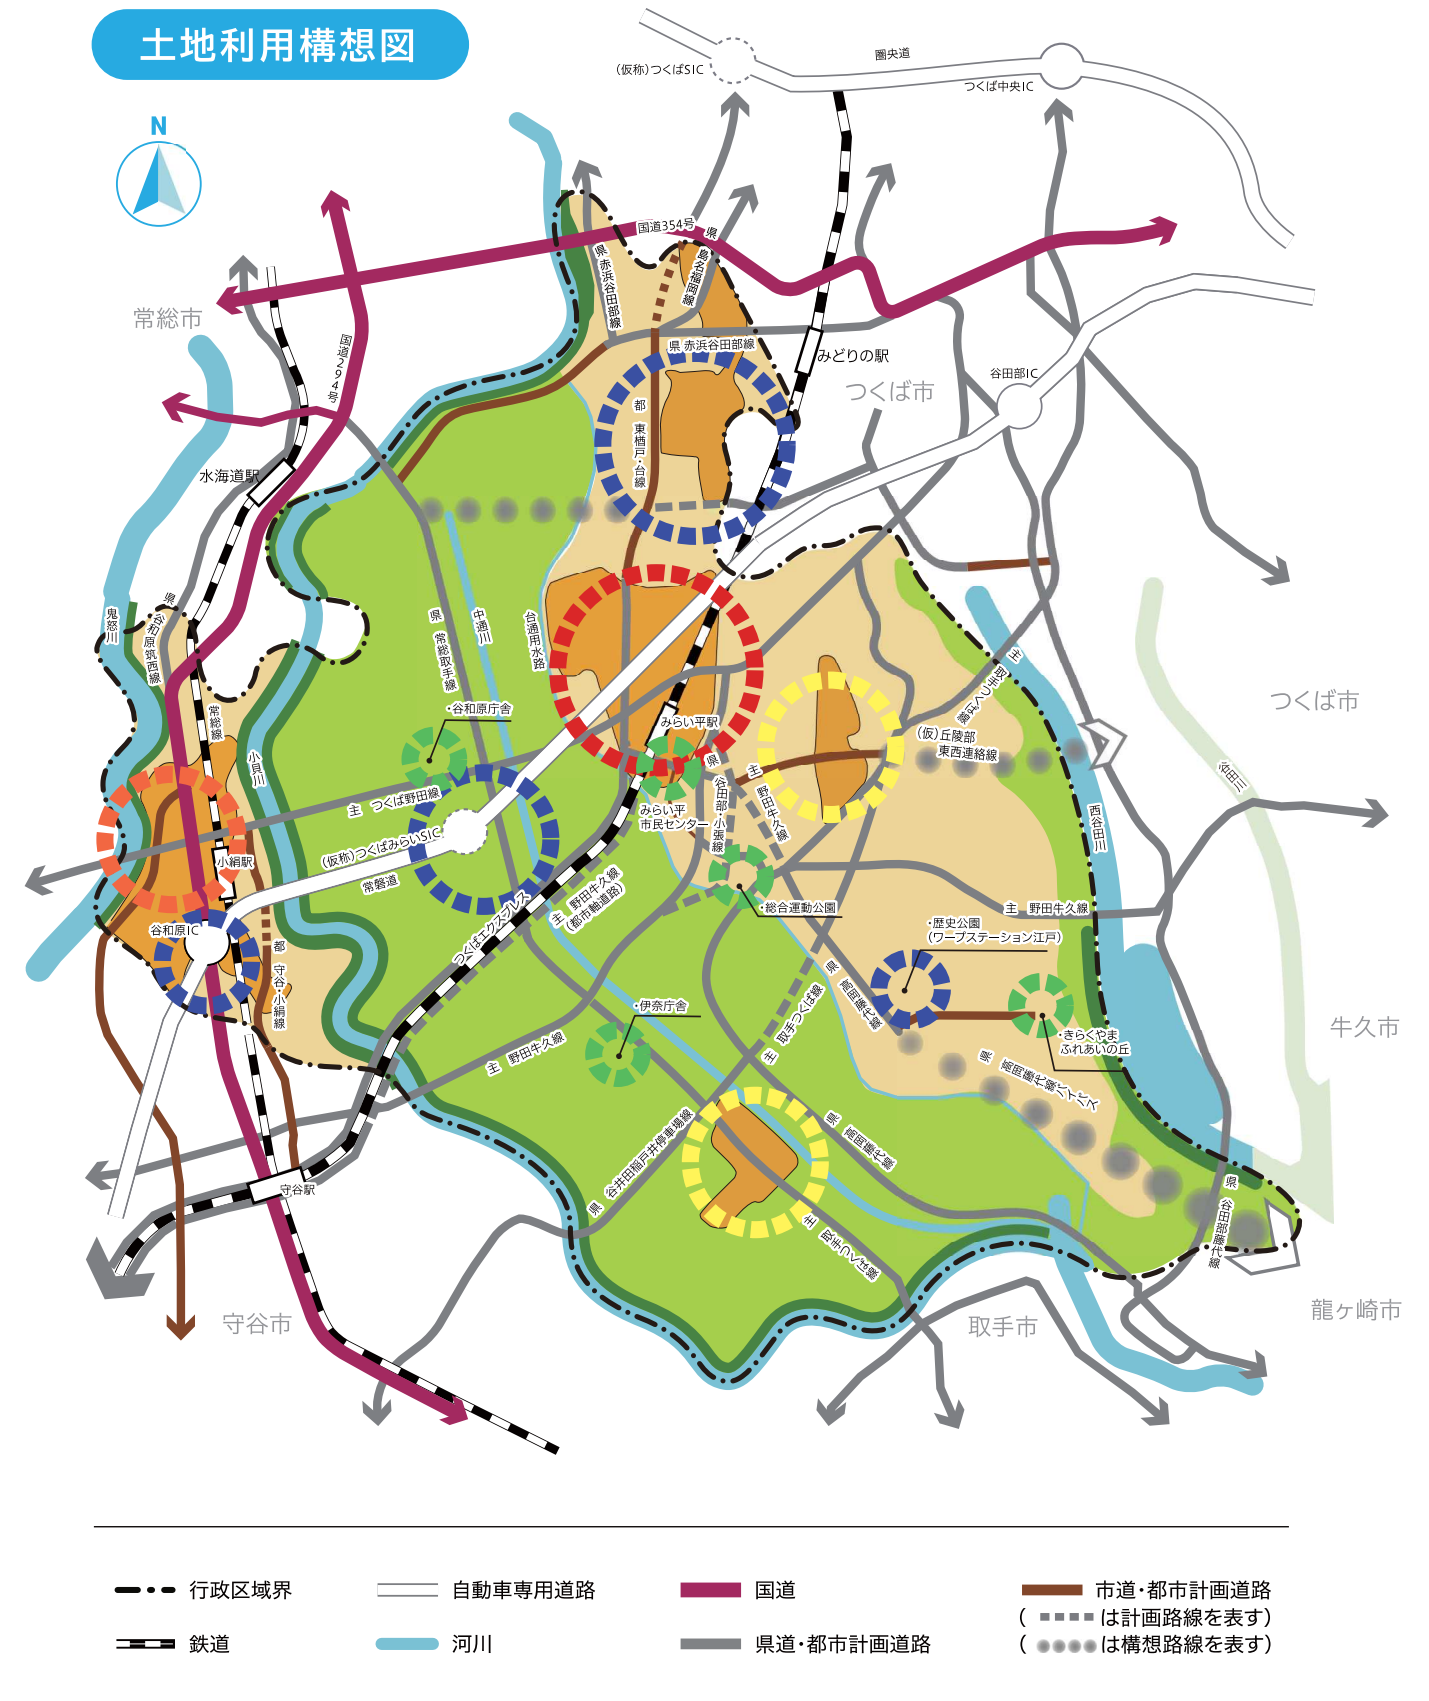 土地利用構想図
N
(仮称)つくばSIC
圏央道
つくば中央IC
国道354号
県
島名福岡線
県 赤浜谷田部線
常総市
国道294号
県 赤浜谷田部線
みどりの駅
つくば市
谷田部IC
都 東楢戸・台線
水海道駅
鬼怒川
県 谷和原筑西線
県 常総取手線
中通川
台通用水路
主 取手つくば線
つくば市
常総線
小貝川
・谷和原庁舎
みらい平駅
(仮)丘陵部
東西連絡線
谷田川
主 つくば野田線
県 谷田部・小張線
主 野田牛久線
みらい平
市民センター
西谷田川
(仮称)つくばみらいSIC
小絹駅
常磐道
主 野田牛久線
(都市軸道路)
・総合運動公園
主 野田牛久線
つくばエクスプレス
谷和原IC
・歴史公園
(ワープステーション江戸)
都 守谷・小絹線
県 高岡藤代線
主 取手つくば線
・伊奈庁舎
牛久市
・きらくやま
ふれあいの丘
主 野田牛久線
県 高岡藤代線バイパス
県 谷井田稲戸井停車場線
県 高岡藤代線
守谷駅
主 取手つくば線
県 谷田部藤代線
守谷市
取手市
龍ヶ崎市
行政区域界
自動車専用道路
国道
市道・都市計画道路
( は計画路線を表す)
鉄道
河川
県道・都市計画道路
( は構想路線を表す)